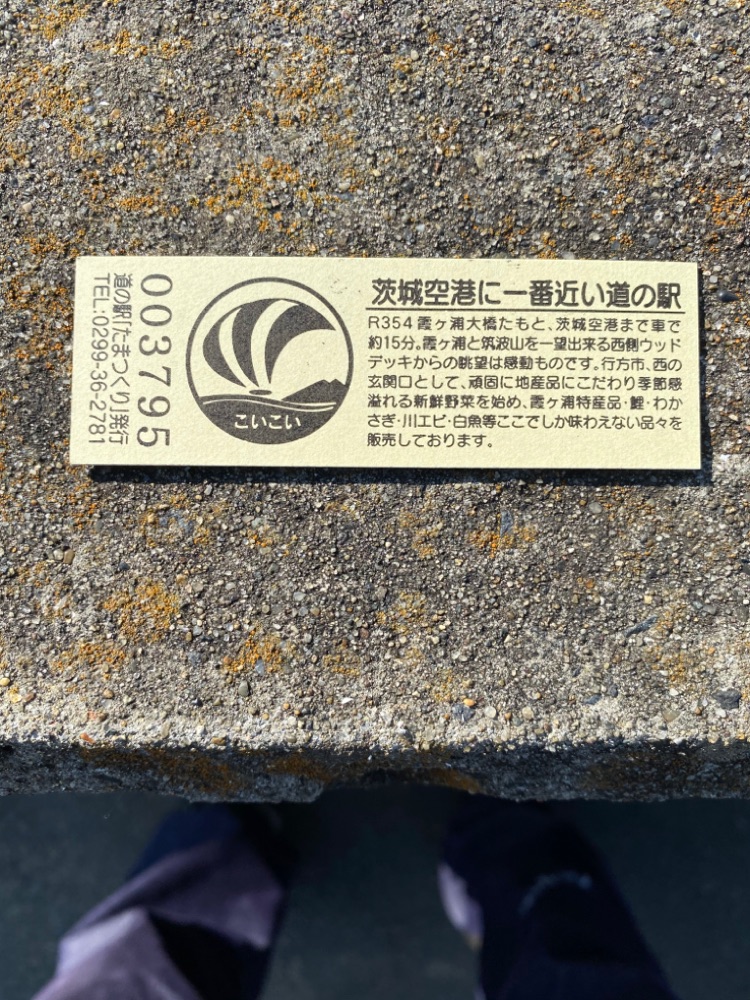 茨城空港に一番近い道の駅
R354霞ヶ浦大橋たもと、茨城空港まで車で
約15分。霞ヶ浦と筑波山を一望出来る西側ウッド
デッキからの眺望は感動ものです。行方市、西の
玄関口として、頑固に地産品にこだわり季節感
溢れる新鮮野菜を始め、霞ヶ浦特産品・鯉・わか
さぎ・川エビ・白魚等ここでしか味わえない品々を
販売しております。
こいこい
003795
道の駅「たまつくり」発行
TEL:0299-36-2781